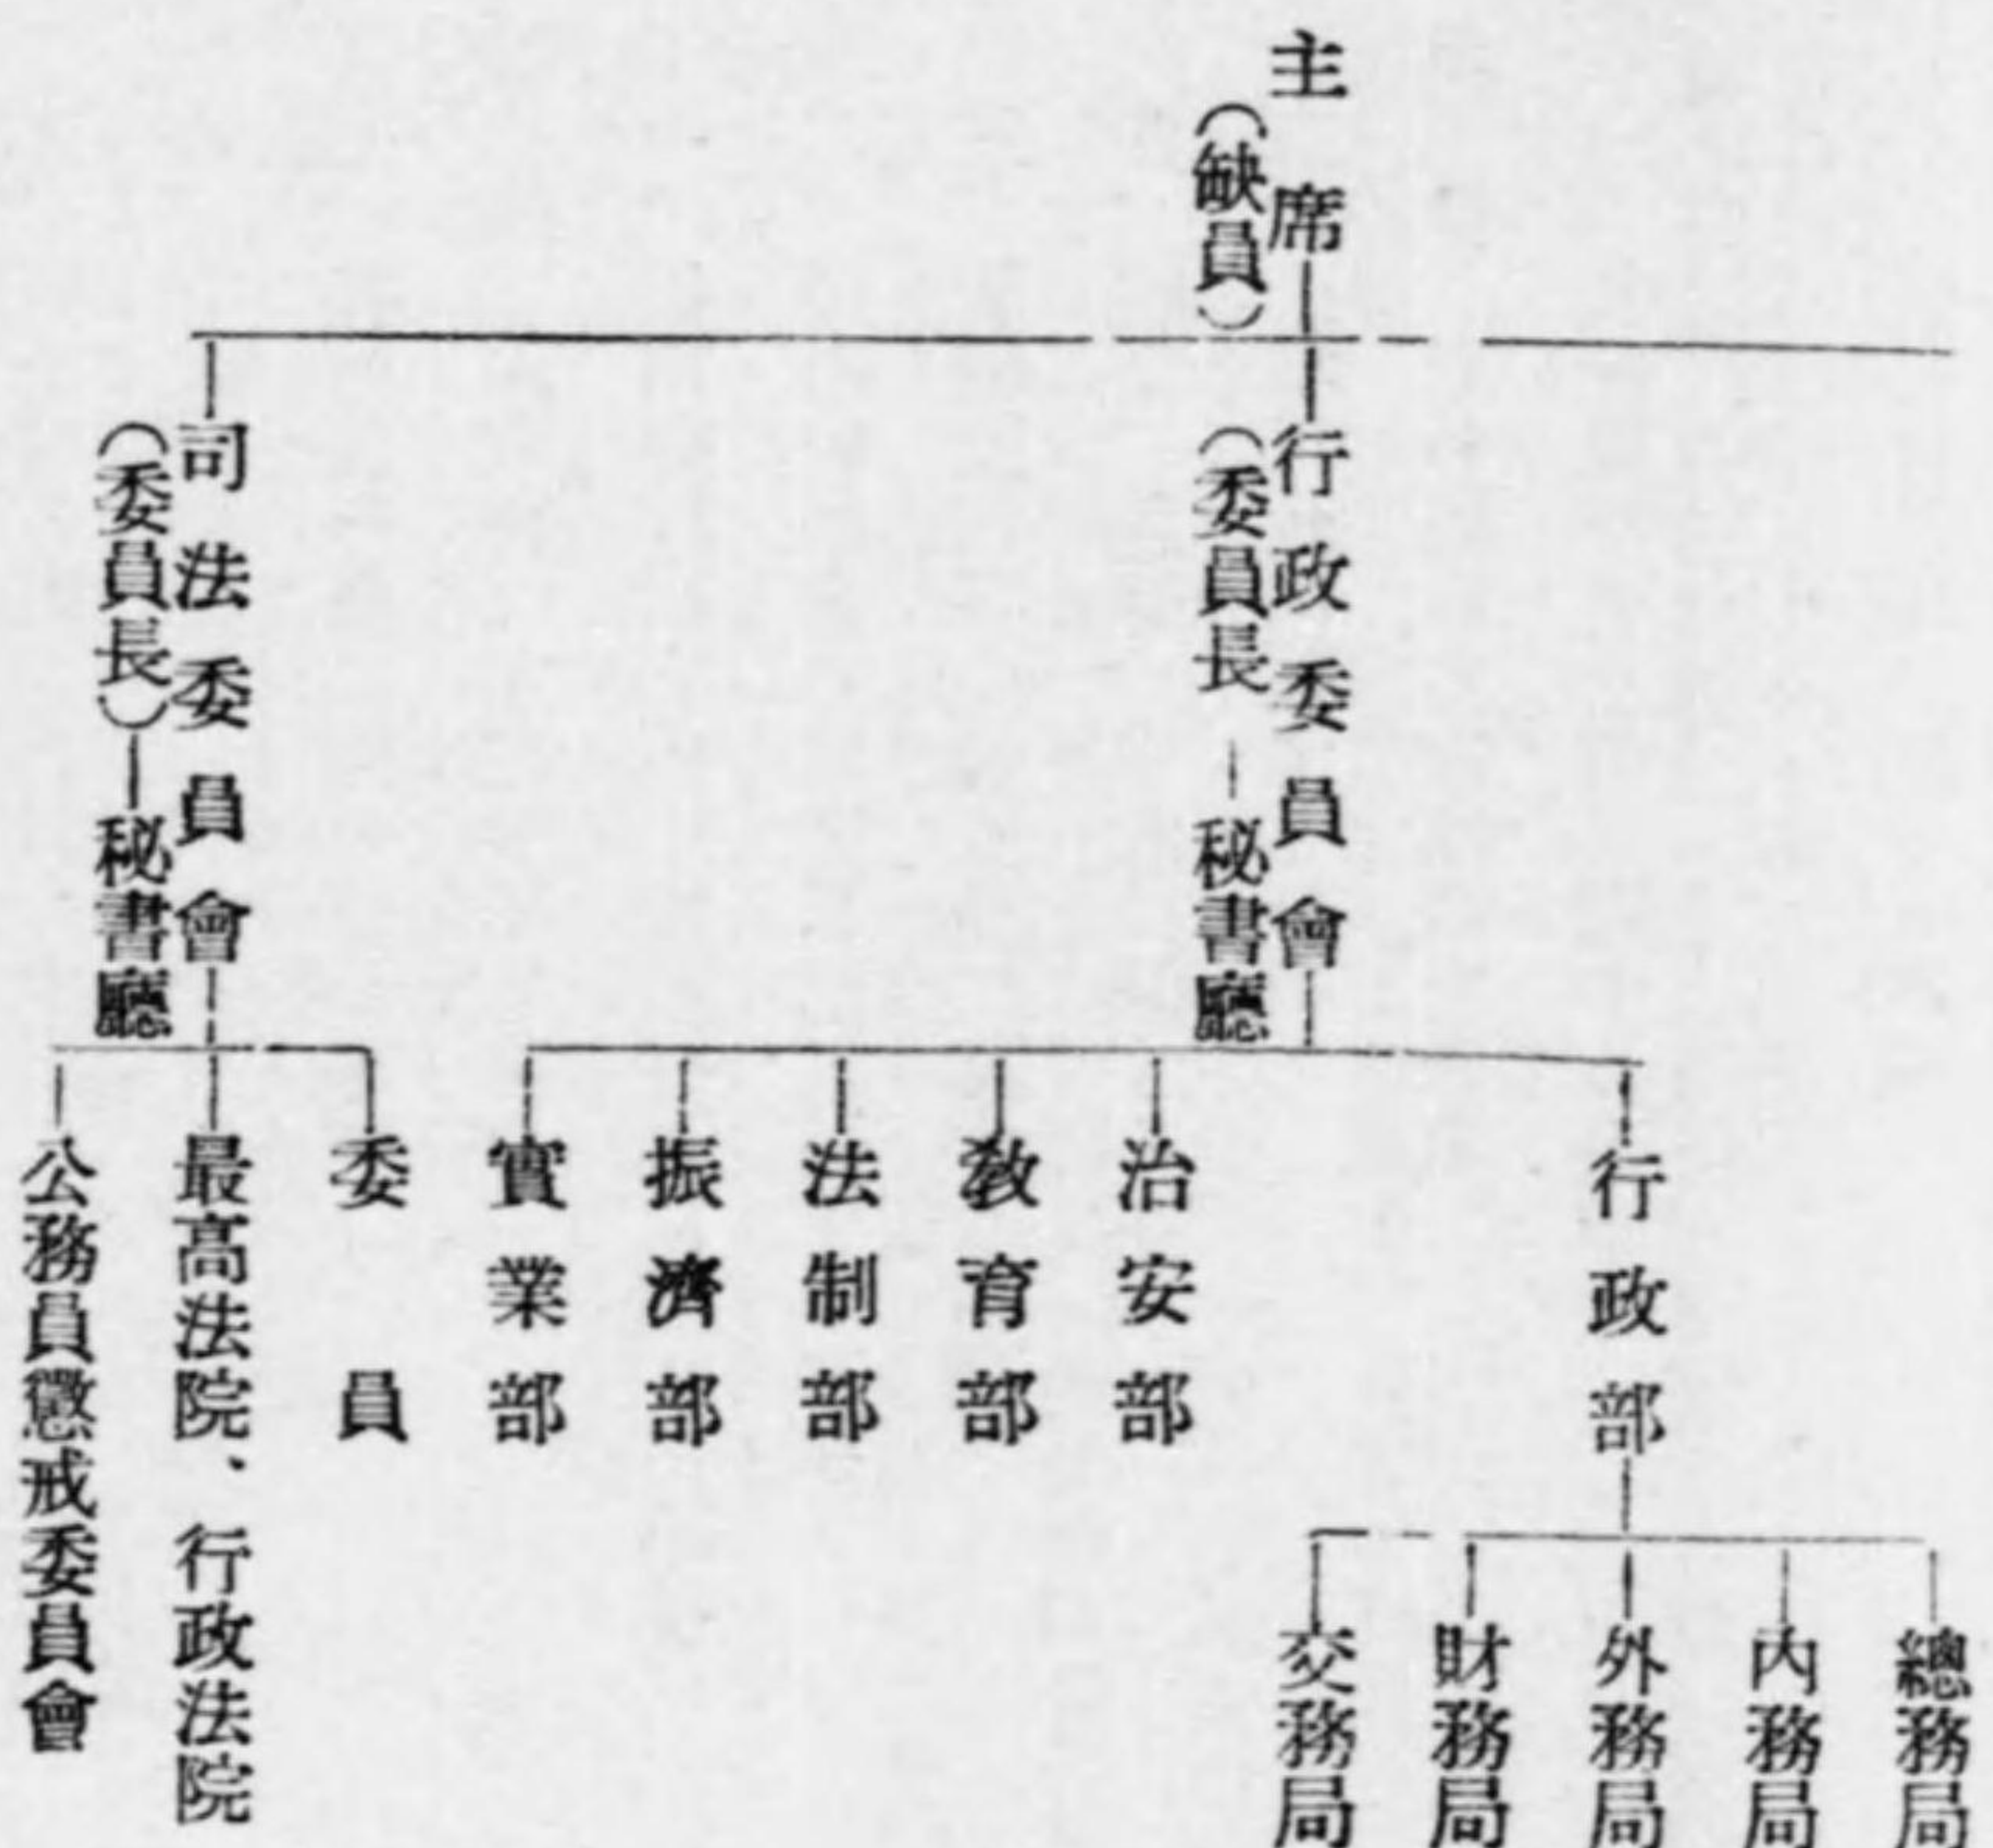 主席
(缺員)
行政委員會
(委員長
秘書廳
行政部
總務局
內務局
外務局
財務局
交務局
治安部
教育部
法制部
振濟部
實業部
司法委員會
(委員長)
秘書廳
委員
最高法院、行政法院
公務員懲戒委員會